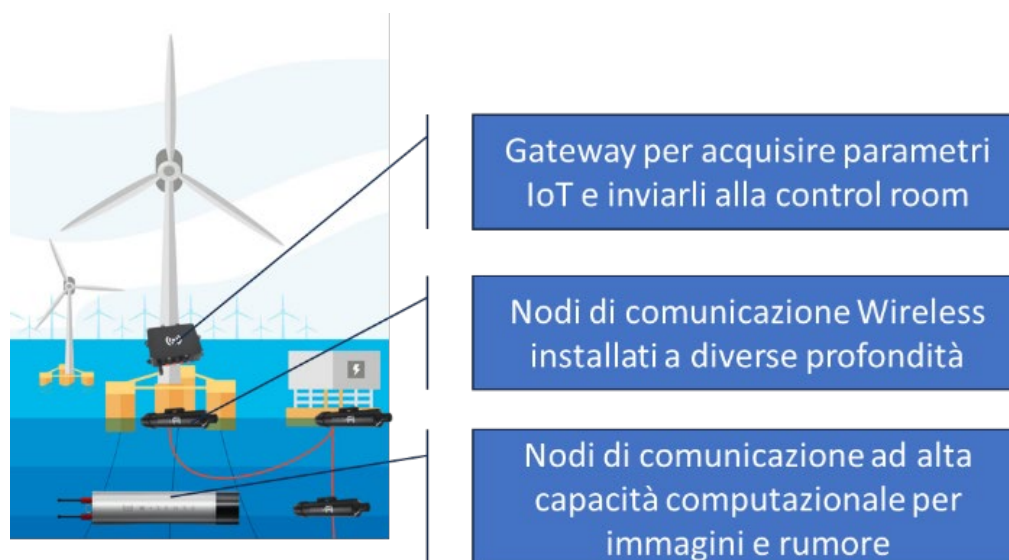 Gateway per acquisire parametri
IoT e inviarli alla control room
Nodi di comunicazione Wireless
installati a diverse profondità
Nodi di comunicazione ad alta
capacità computazionale per
immagini e rumore